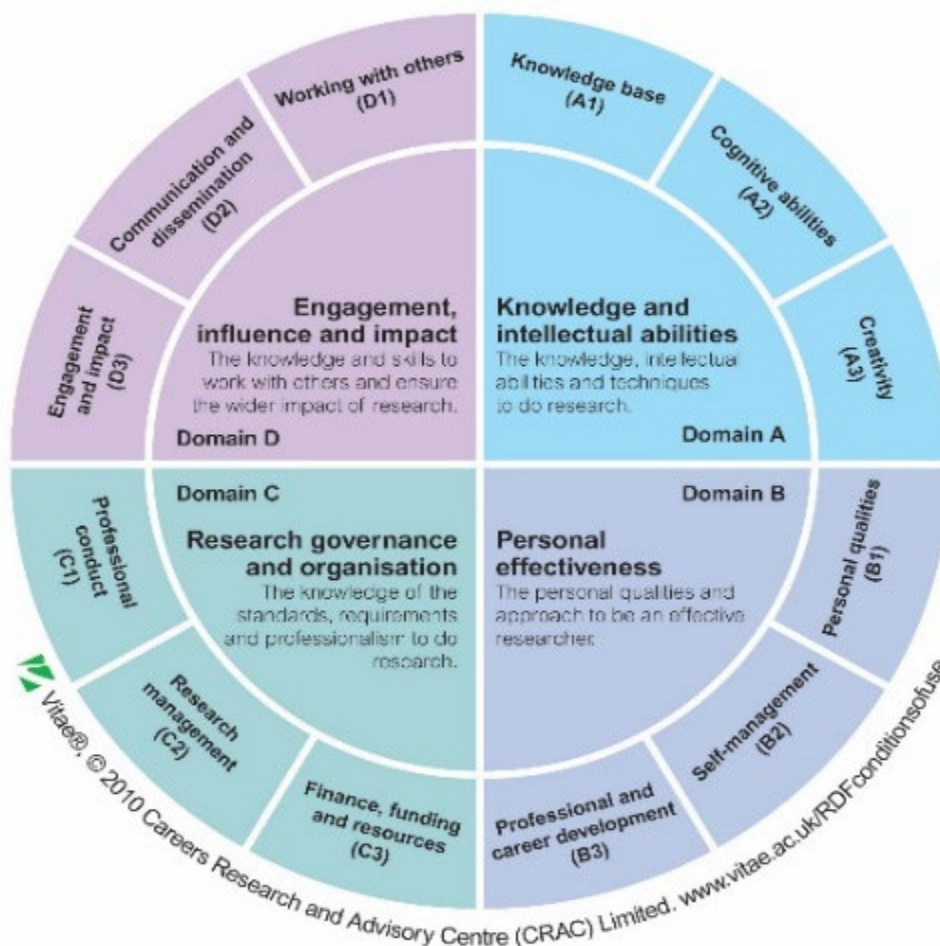 Working with others
(D1)
Knowledge base
(A1)
Communication and
dissemination
(D2)
Cognitive abilities
(A2)
Engagement
and impact
(D3)
Creativity
(A3)
Engagement,
influence and impact
The knowledge and skills to
work with others and ensure
the wider impact of research.
Domain D
Knowledge and
intellectual abilities
The knowledge, intellectual
abilities and techniques
to do research.
Domain A
Domain C
Research governance
and organisation
The knowledge of the
standards, requirements
and professionalism to do
research.
Domain B
Personal
effectiveness
The personal qualities and
approach to be an effective
researcher.
Professional
conduct
(C1)
Personal qualities
(B1)
Research
management
(C2)
Self-management
(B2)
Finance, funding
and resources
(C3)
Professional and
career development
(B3)
Vitae®, © 2010 Careers Research and Advisory Centre (CRAC) Limited. www.vitae.ac.uk/RDFconditionsofuse